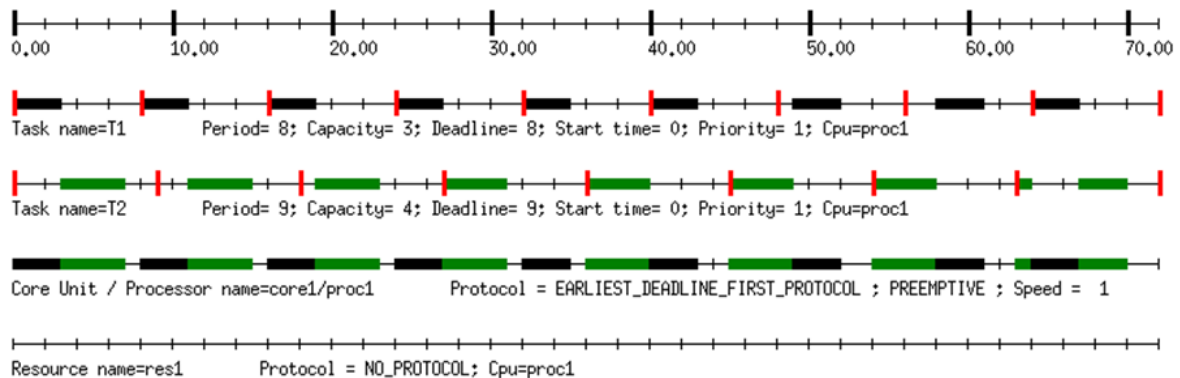 0.00 10.00 20.00 30.00 40.00 50.00 60.00 70.00
Task name=T1 Period= 8; Capacity= 3; Deadline= 8; Start time= 0; Priority= 1; Cpu=proc1
Task name=T2 Period= 9; Capacity= 4; Deadline= 9; Start time= 0; Priority= 1; Cpu=proc1
Core Unit / Processor name=core1/proc1 Protocol = EARLIEST_DEADLINE_FIRST_PROTOCOL ; PREEMPTIVE ; Speed = 1
Resource name=res1 Protocol = NO_PROTOCOL; Cpu=proc1